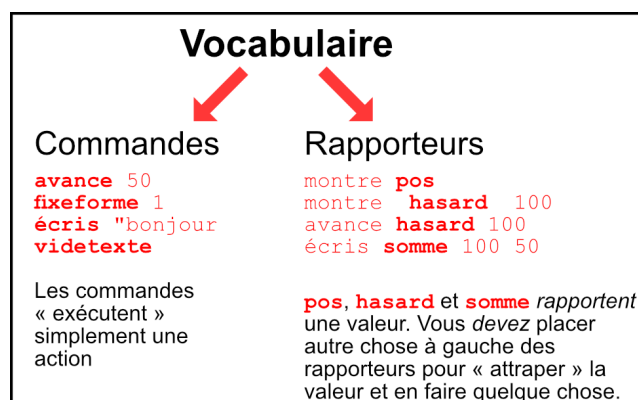 Vocabulaire
Commandes
avance 50
fixeforme 1
écris "bonjour
videtexte
Les commandes
« exécutent »
simplement une
action
Rapporteurs
montre pos
montre hasard 100
avance hasard 100
écris somme 100 50
pos, hasard et somme rapportent
une valeur. Vous devez placer
autre chose à gauche des
rapporteurs pour « attraper » la
valeur et en faire quelque chose.